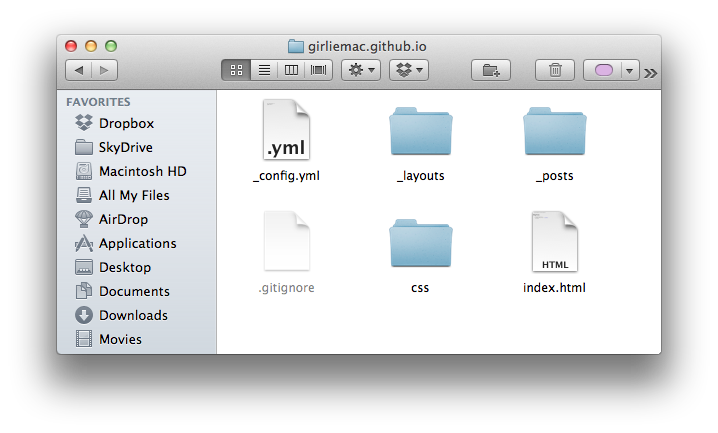 girliemac.github.io
FAVORITES
Dropbox
SkyDrive
Macintosh HD
All My Files
AirDrop
Applications
Desktop
Documents
Downloads
Movies
.yml
_config.yml
_layouts
_posts
.gitignore
css
HTML
index.html